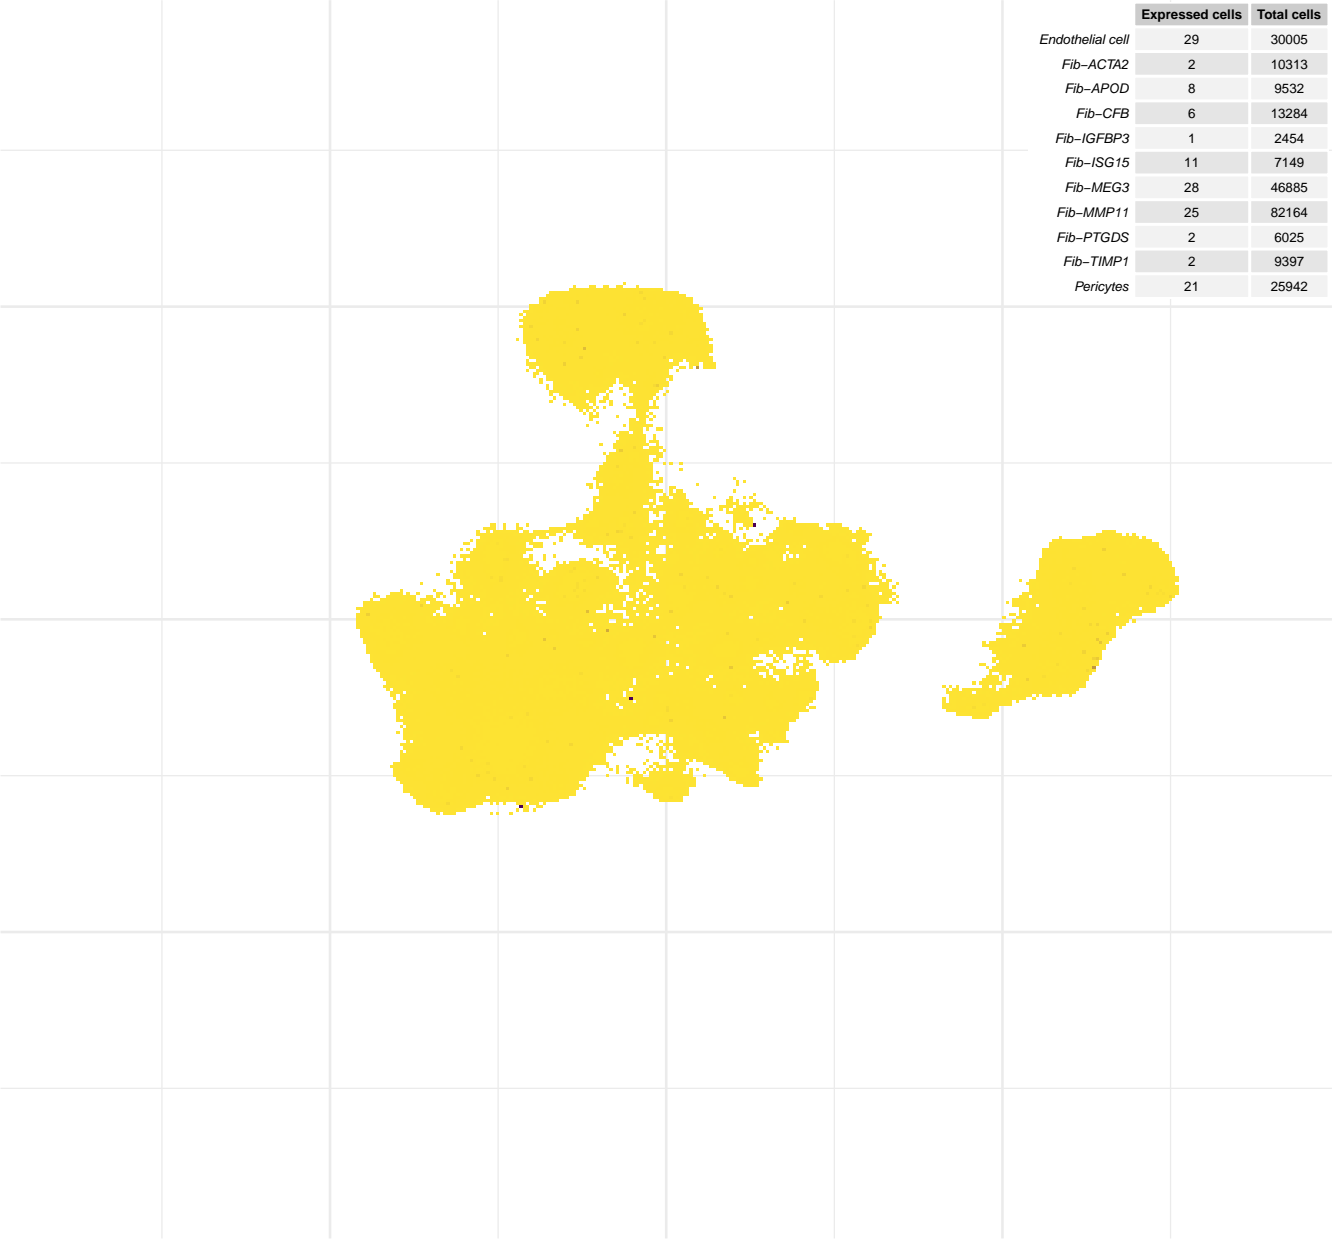 Expressed cells Total cells
Endothelial cell 29 30005
Fib−ACTA2 2 10313
Fib−APOD 8 9532
Fib−CFB 6 13284
Fib−IGFBP3 1 2454
Fib−ISG15 11 7149
Fib−MEG3 28 46885
Fib−MMP11 25 82164
Fib−PTGDS 2 6025
Fib−TIMP1 2 9397
Pericytes 21 25942